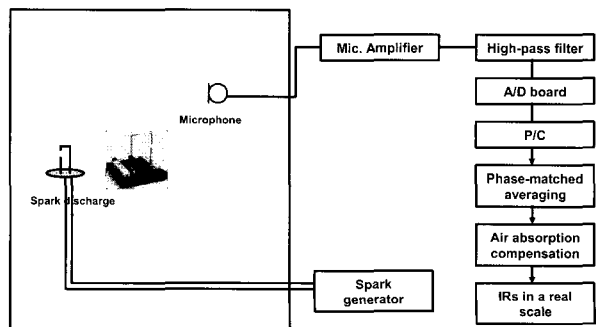 Mic. Amplifier
High-pass filter
A/D board
Microphone
P/C
Phase-matched
averaging
Spark discharge
Air absorption
compensation
Spark
generator
IRs in a real
scale